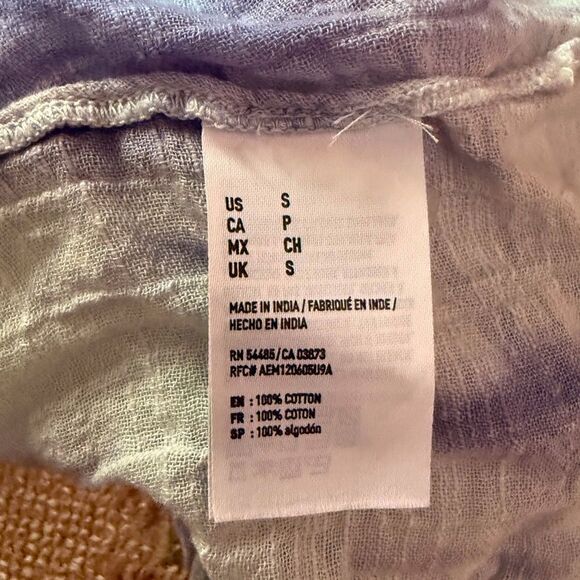 US S
CA P
MX CH
UK S
MADE IN INDIA / FABRIQUÉ EN INDE /
HECHO EN INDIA
RN 54485 / CA 03873
RFC# AEM120605U9A
EN : 100% COTTON
FR : 100% COTON
SP : 100% algodón